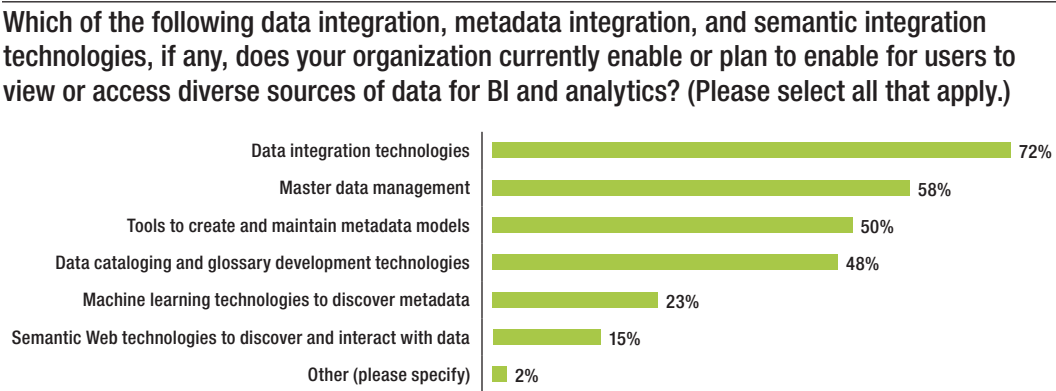 Which of the following data integration, metadata integration, and semantic integration
technologies, if any, does your organization currently enable or plan to enable for users to
view or access diverse sources of data for BI and analytics? (Please select all that apply.)
Data integration technologies 72%
Master data management 58%
Tools to create and maintain metadata models 50%
Data cataloging and glossary development technologies 48%
Machine learning technologies to discover metadata 23%
Semantic Web technologies to discover and interact with data 15%
Other (please specify) 2%